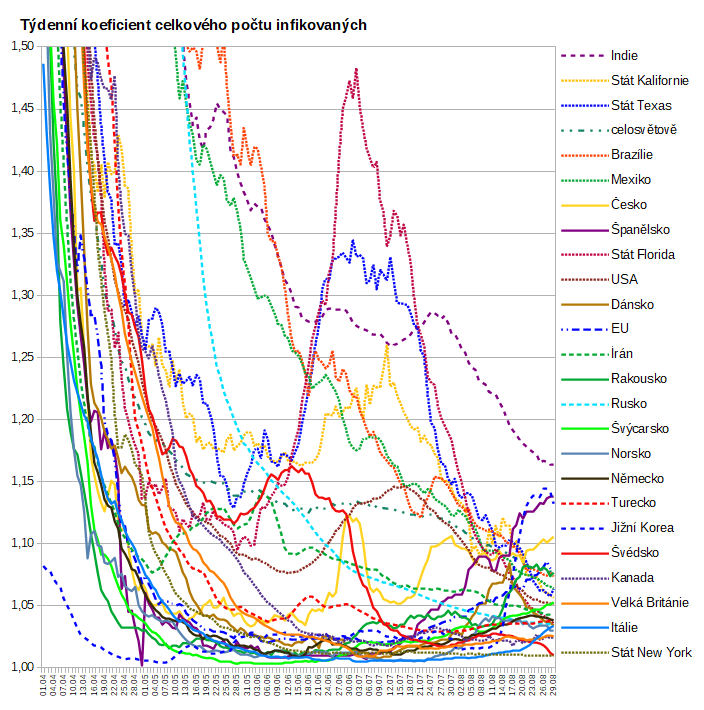 Týdenní koeficient celkového počtu infikovaných
1,50
1,45
1,40
1,35
1,30
1,25
1,20
1,15
1,10
1,05
1,00
01.04 04.04 07.04 10.04 13.04 16.04 19.04 22.04 25.04 28.04 01.05 04.05 07.05 10.05 13.05 16.05 19.05 22.05 25.05 28.05 31.05 03.06 06.06 09.06 12.06 15.06 18.06 21.06 24.06 27.06 30.06 03.07 06.07 09.07 12.07 15.07 18.07 21.07 24.07 27.07 30.07 02.08 05.08 08.08 11.08 14.08 17.08 20.08 23.08 26.08 29.08
Indie
Stát Kalifornie
Stát Texas
celosvětově
Brazílie
Mexiko
Česko
Španělsko
Stát Florida
USA
Dánsko
EU
Írán
Rakousko
Rusko
Švýcarsko
Norsko
Německo
Turecko
Jižní Korea
Švédsko
Kanada
Velká Británie
Itálie
Stát New York